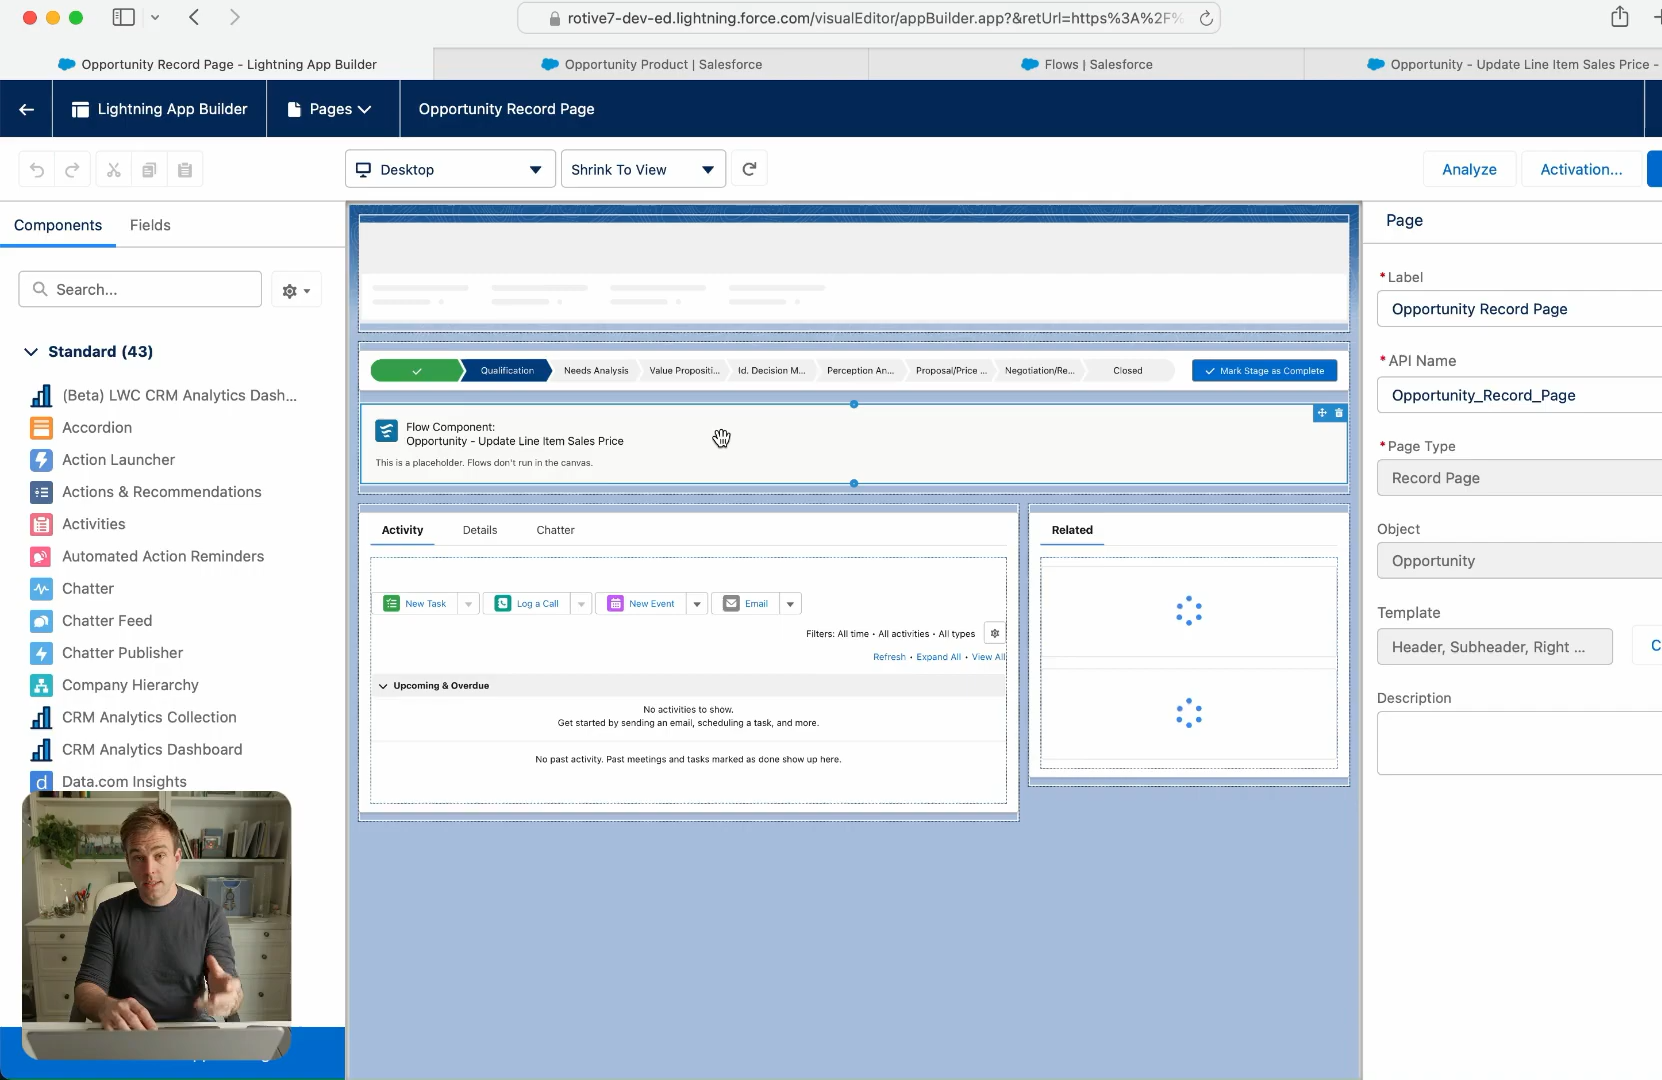 rotive7-dev-ed.lightning.force.com/visualEditor/appBuilder.app?&retUrl=https%3A%2F%
Opportunity Record Page - Lightning App Builder
Opportunity Product | Salesforce
Flows | Salesforce
Opportunity - Update Line Item Sales Price -
Lightning App Builder
Pages
Opportunity Record Page
Desktop
Shrink To View
Analyze
Activation...
Components
Fields
Search...
Standard (43)
(Beta) LWC CRM Analytics Dash...
Accordion
Action Launcher
Actions & Recommendations
Activities
Automated Action Reminders
Chatter
Chatter Feed
Chatter Publisher
Company Hierarchy
CRM Analytics Collection
CRM Analytics Dashboard
Data.com Insights
Qualification
Needs Analysis
Value Propositi...
Id. Decision M...
Perception An...
Proposal/Price ...
Negotiation/Re...
Closed
Mark Stage as Complete
Flow Component:
Opportunity - Update Line Item Sales Price
This is a placeholder. Flows don't run in the canvas.
Activity
Details
Chatter
New Task
Log a Call
New Event
Email
Filters: All time • All activities • All types
Refresh • Expand All • View All
Upcoming & Overdue
No activities to show.
Get started by sending an email, scheduling a task, and more.
No past activity. Past meetings and tasks marked as done show up here.
Related
Page
*Label
Opportunity Record Page
*API Name
Opportunity_Record_Page
*Page Type
Record Page
Object
Opportunity
Template
Header, Subheader, Right ...
C
Description